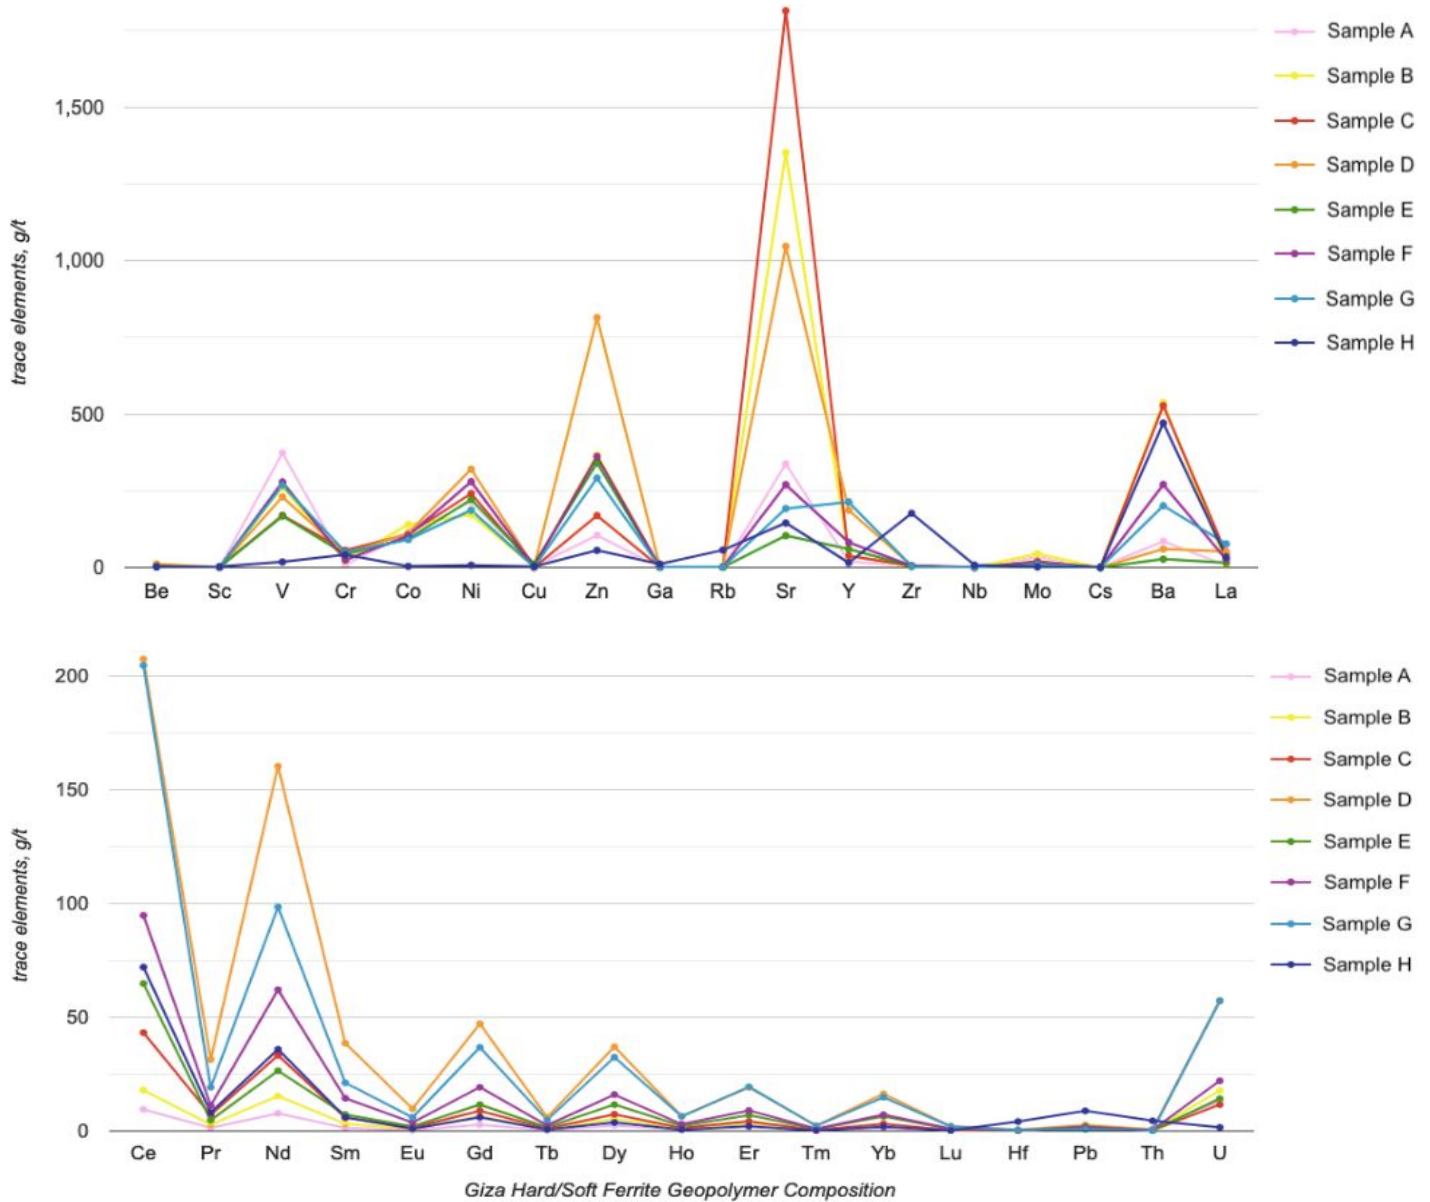 trace elements, g/t
1,500
1,000
500
0
Be Sc V Cr Co Ni Cu Zn Ga Rb Sr Y Zr Nb Mo Cs Ba La
Sample A
Sample B
Sample C
Sample D
Sample E
Sample F
Sample G
Sample H
trace elements, g/t
200
150
100
50
0
Ce Pr Nd Sm Eu Gd Tb Dy Ho Er Tm Yb Lu Hf Pb Th U
Sample A
Sample B
Sample C
Sample D
Sample E
Sample F
Sample G
Sample H
Giza Hard/Soft Ferrite Geopolymer Composition